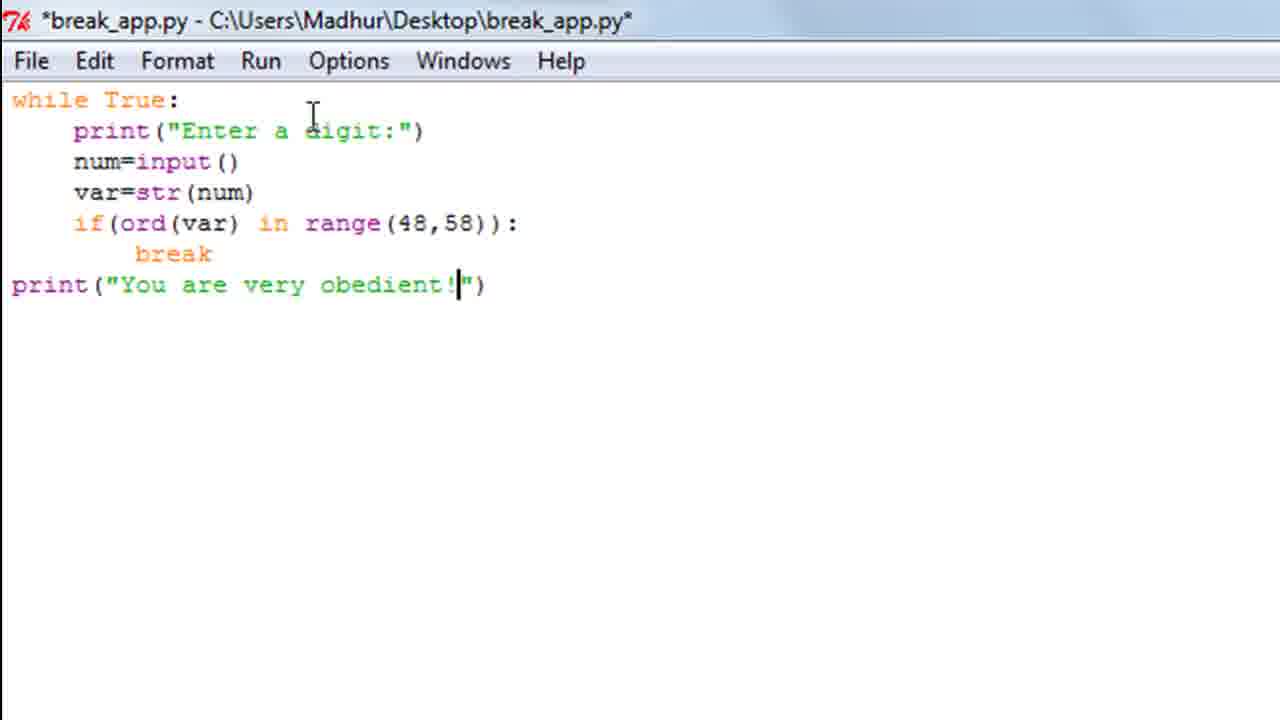 *break_app.py - C:\Users\Madhur\Desktop\break_app.py*
File Edit Format Run Options Windows Help
while True:
    print("Enter a digit:")
    num=input()
    var=str(num)
    if(ord(var) in range(48,58)):
        break
print("You are very obedient!")